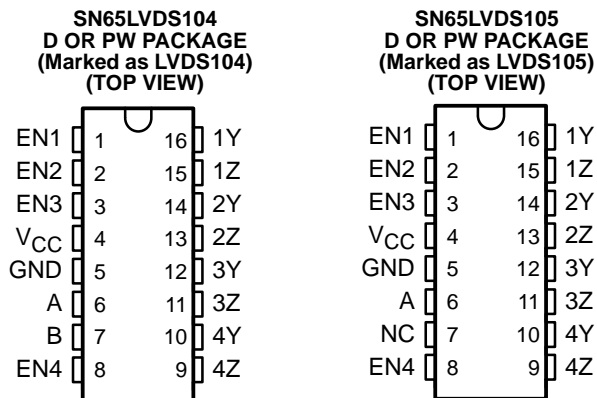 SN65LVDS104
D OR PW PACKAGE
(Marked as LVDS104)
(TOP VIEW)
EN1 1 16 1Y
EN2 2 15 1Z
EN3 3 14 2Y
VCC 4 13 2Z
GND 5 12 3Y
A 6 11 3Z
B 7 10 4Y
EN4 8 9 4Z
SN65LVDS105
D OR PW PACKAGE
(Marked as LVDS105)
(TOP VIEW)
EN1 1 16 1Y
EN2 2 15 1Z
EN3 3 14 2Y
VCC 4 13 2Z
GND 5 12 3Y
A 6 11 3Z
NC 7 10 4Y
EN4 8 9 4Z